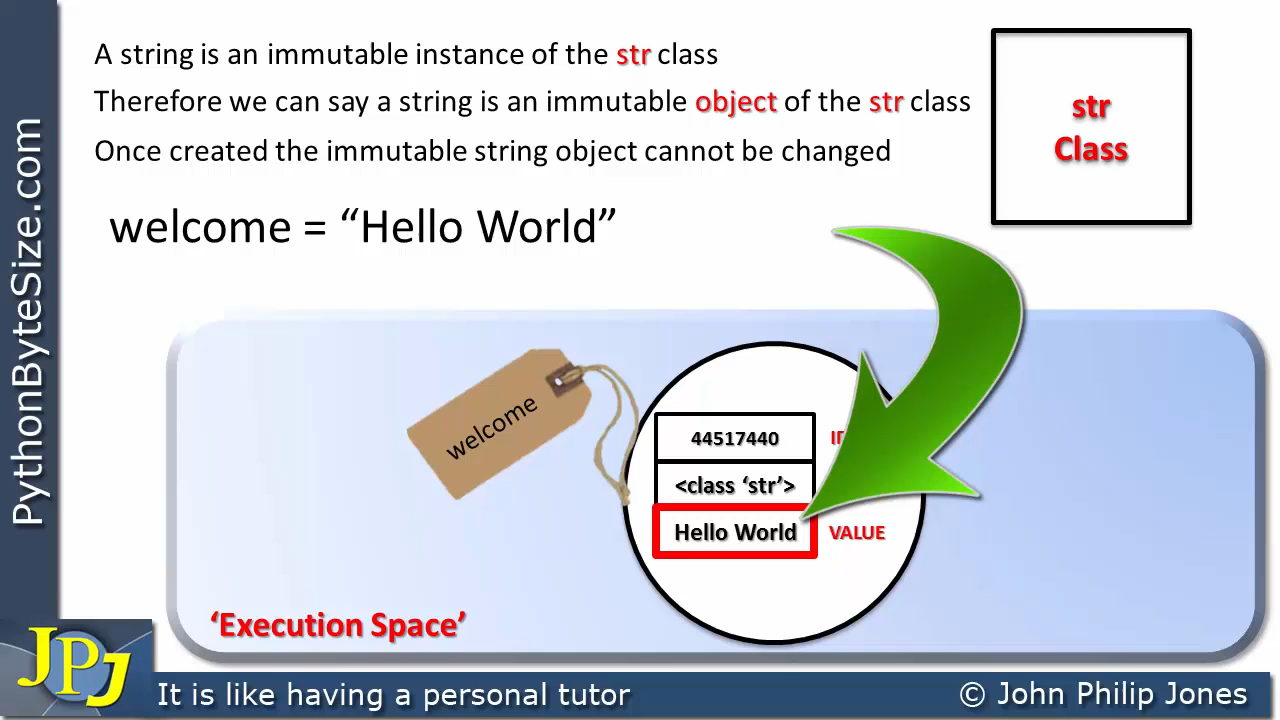 A string is an immutable instance of the str class
Therefore we can say a string is an immutable object of the str class
Once created the immutable string object cannot be changed
str
Class
welcome = “Hello World”
PythonByteSize.com
welcome
44517440
<class ‘str’>
Hello World
VALUE
‘Execution Space’
JPJ
It is like having a personal tutor
© John Philip Jones